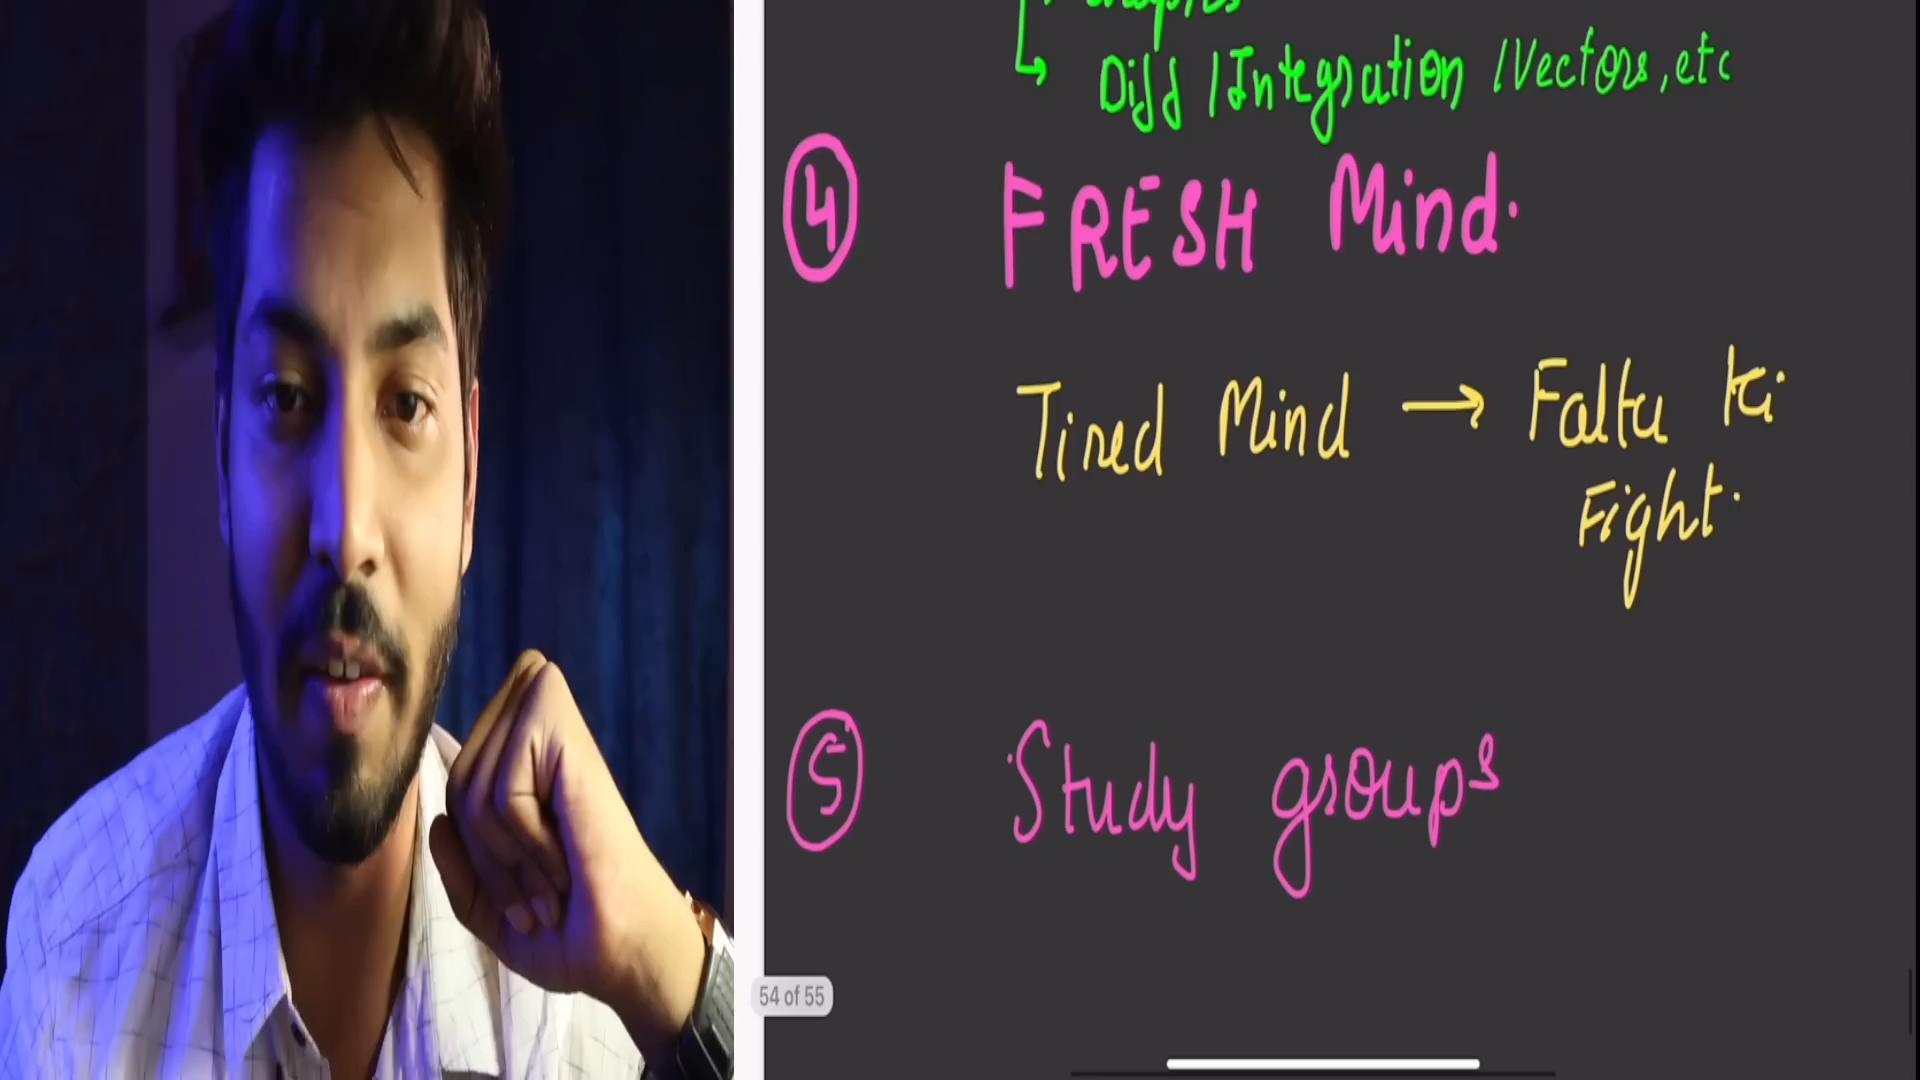 Diff / Integration / Vectors, etc
4 FRESH Mind.
Tired Mind → Faltu ki
Fight.
5 Study groups
54 of 55